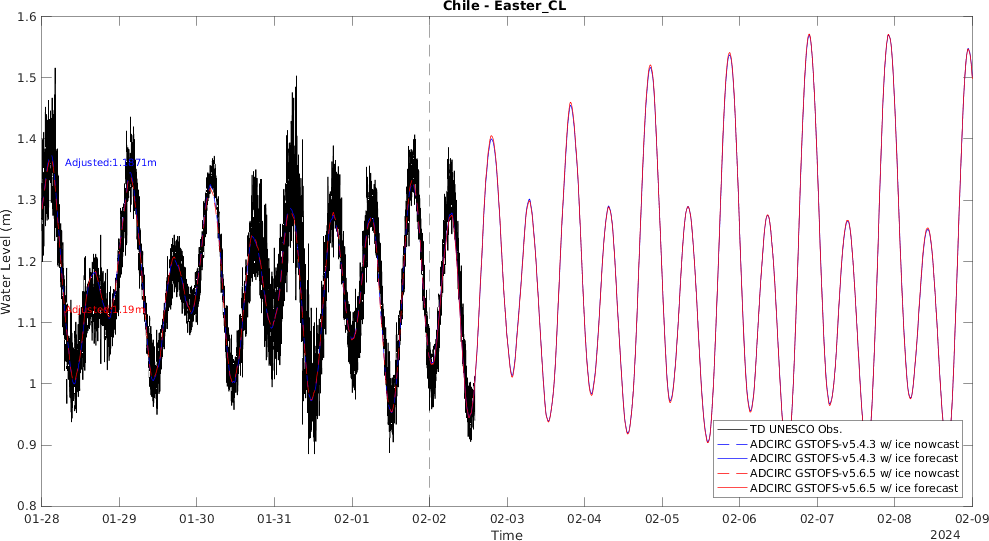 Chile - Easter_CL
1.6
1.5
1.4
1.3
1.2
1.1
1
0.9
0.8
Water Level (m)
Adjusted:
TD UNESCO Obs.
ADCIRC GSTOFS-v5.4.3 w/ ice nowcast
ADCIRC GSTOFS-v5.4.3 w/ ice forecast
ADCIRC GSTOFS-v5.6.5 w/ ice nowcast
ADCIRC GSTOFS-v5.6.5 w/ ice forecast
01-28 01-29 01-30 01-31 02-01 02-02 02-03 02-04 02-05 02-06 02-07 02-08 02-09
Time
2024